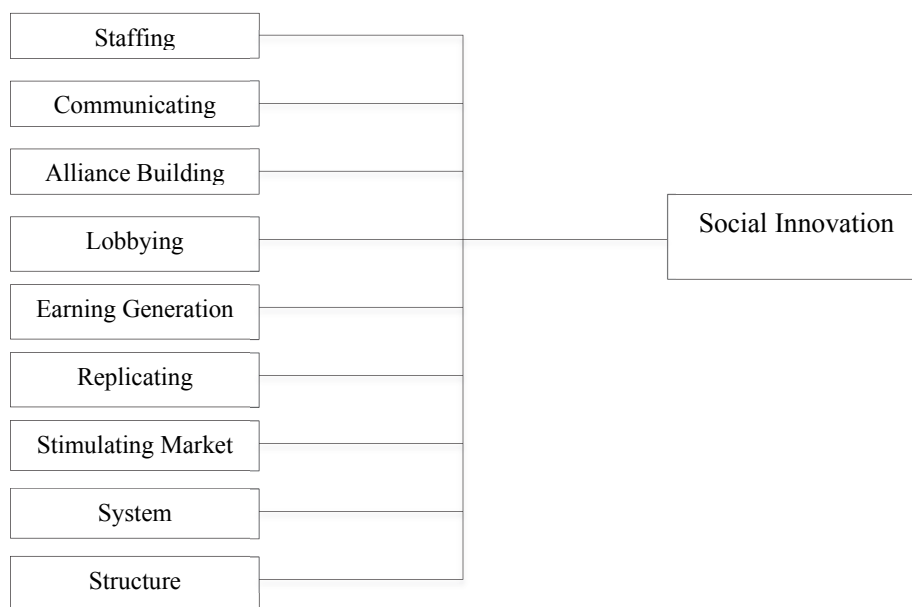 Staffing
Communicating
Alliance Building
Lobbying
Earning Generation
Replicating
Stimulating Market
System
Structure
Social Innovation